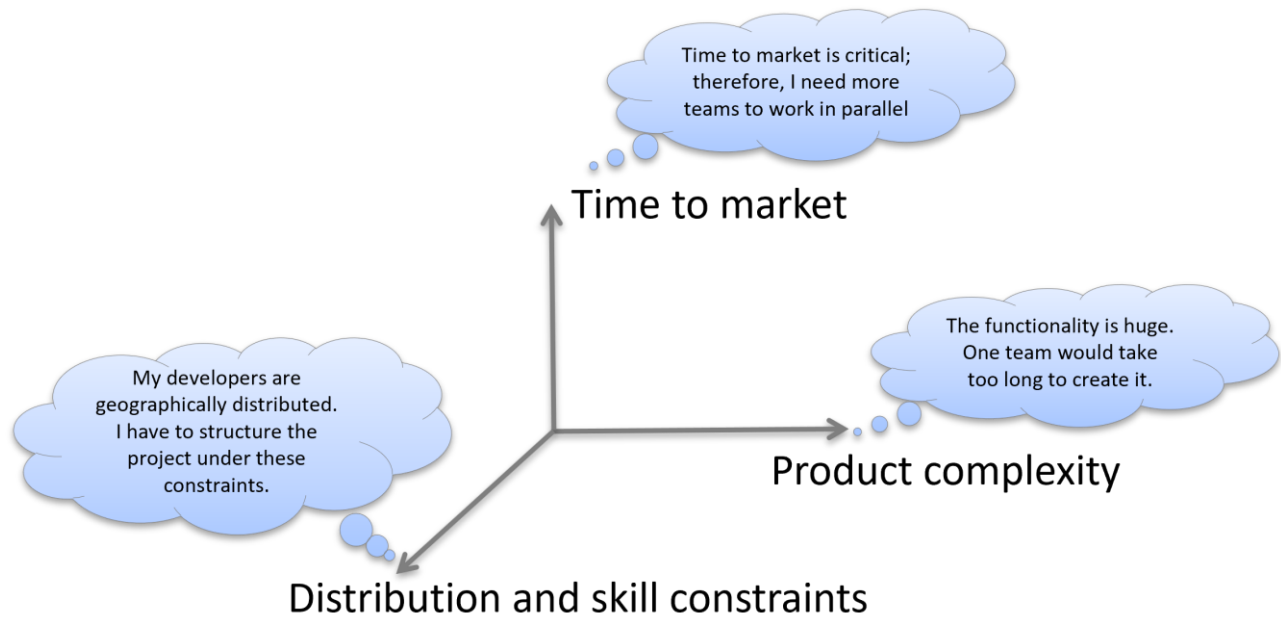 Time to market is critical;
therefore, I need more
teams to work in parallel
Time to market
The functionality is huge.
One team would take
too long to create it.
Product complexity
My developers are
geographically distributed.
I have to structure the
project under these
constraints.
Distribution and skill constraints